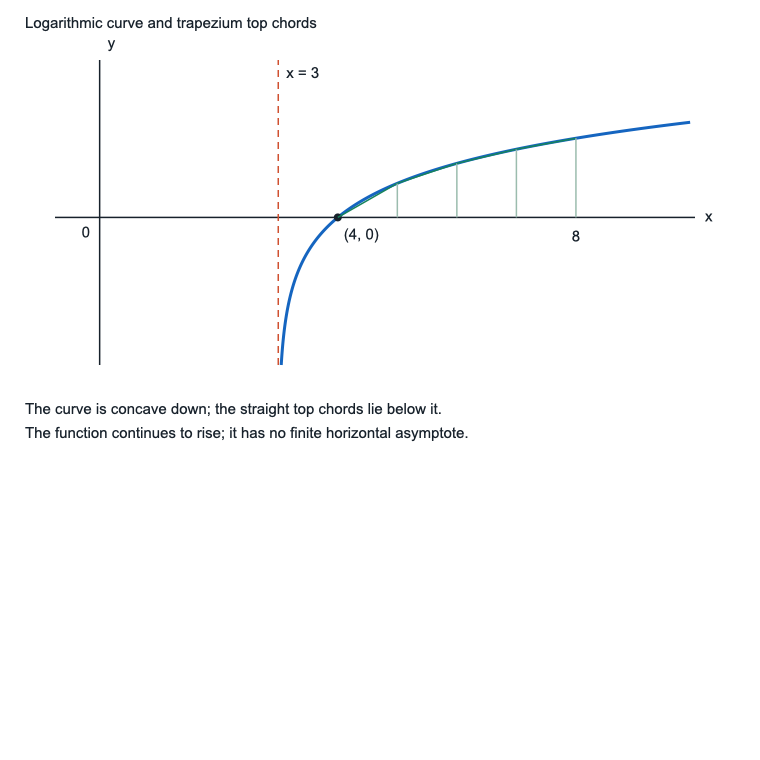 Logarithmic curve and trapezium top chords
y
x = 3
x
0
(4, 0)
8
The curve is concave down; the straight top chords lie below it.
The function continues to rise; it has no finite horizontal asymptote.